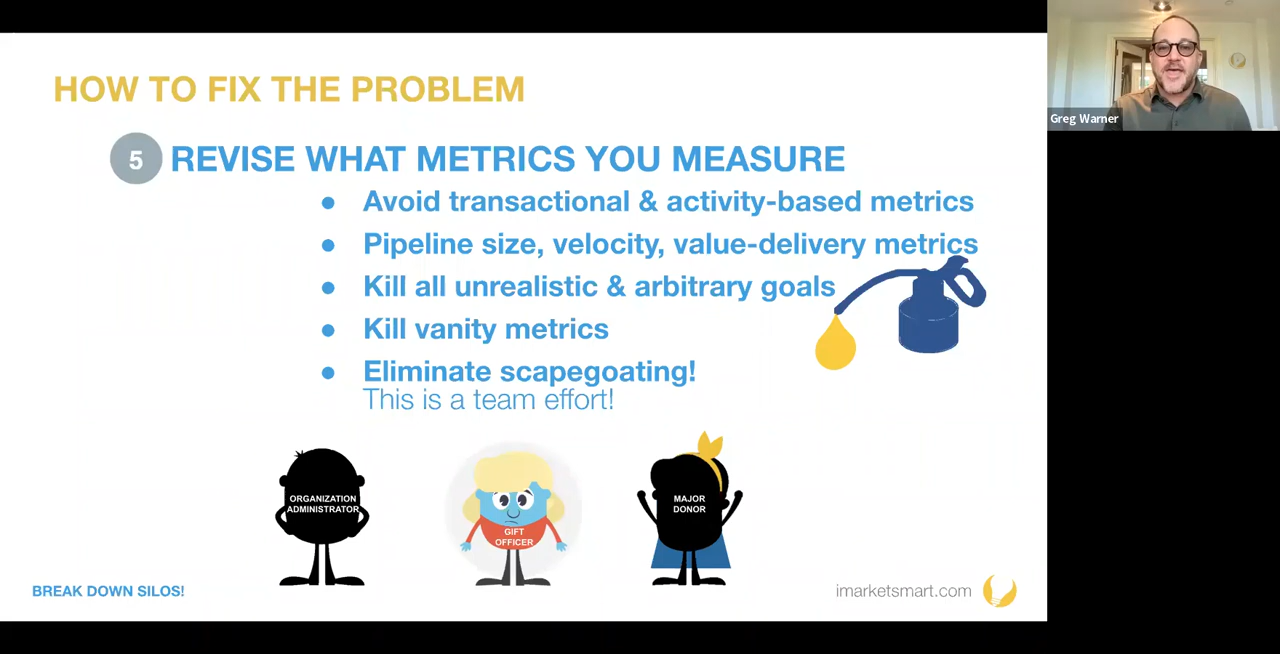 HOW TO FIX THE PROBLEM
5 REVISE WHAT METRICS YOU MEASURE
● Avoid transactional & activity-based metrics
● Pipeline size, velocity, value-delivery metrics
● Kill all unrealistic & arbitrary goals
● Kill vanity metrics
● Eliminate scapegoating!
This is a team effort!
ORGANIZATION
ADMINISTRATOR
GIFT
OFFICER
MAJOR
DONOR
BREAK DOWN SILOS!
imarketsmart.com
Greg Warner